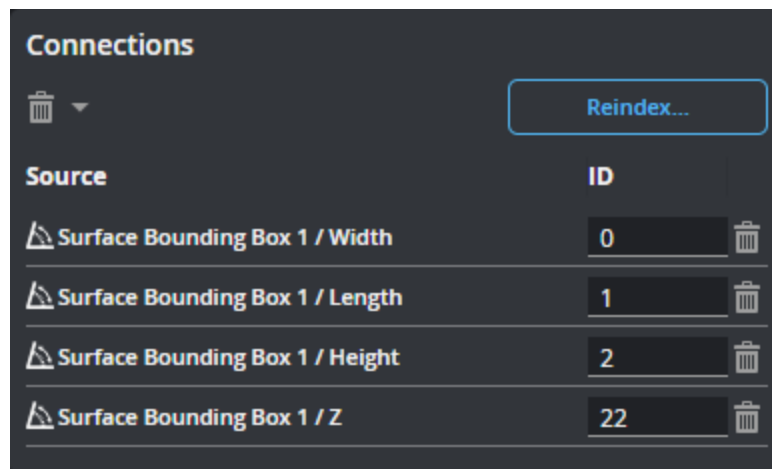 Connections
Reindex...
Source ID
Surface Bounding Box 1 / Width 0
Surface Bounding Box 1 / Length 1
Surface Bounding Box 1 / Height 2
Surface Bounding Box 1 / Z 22